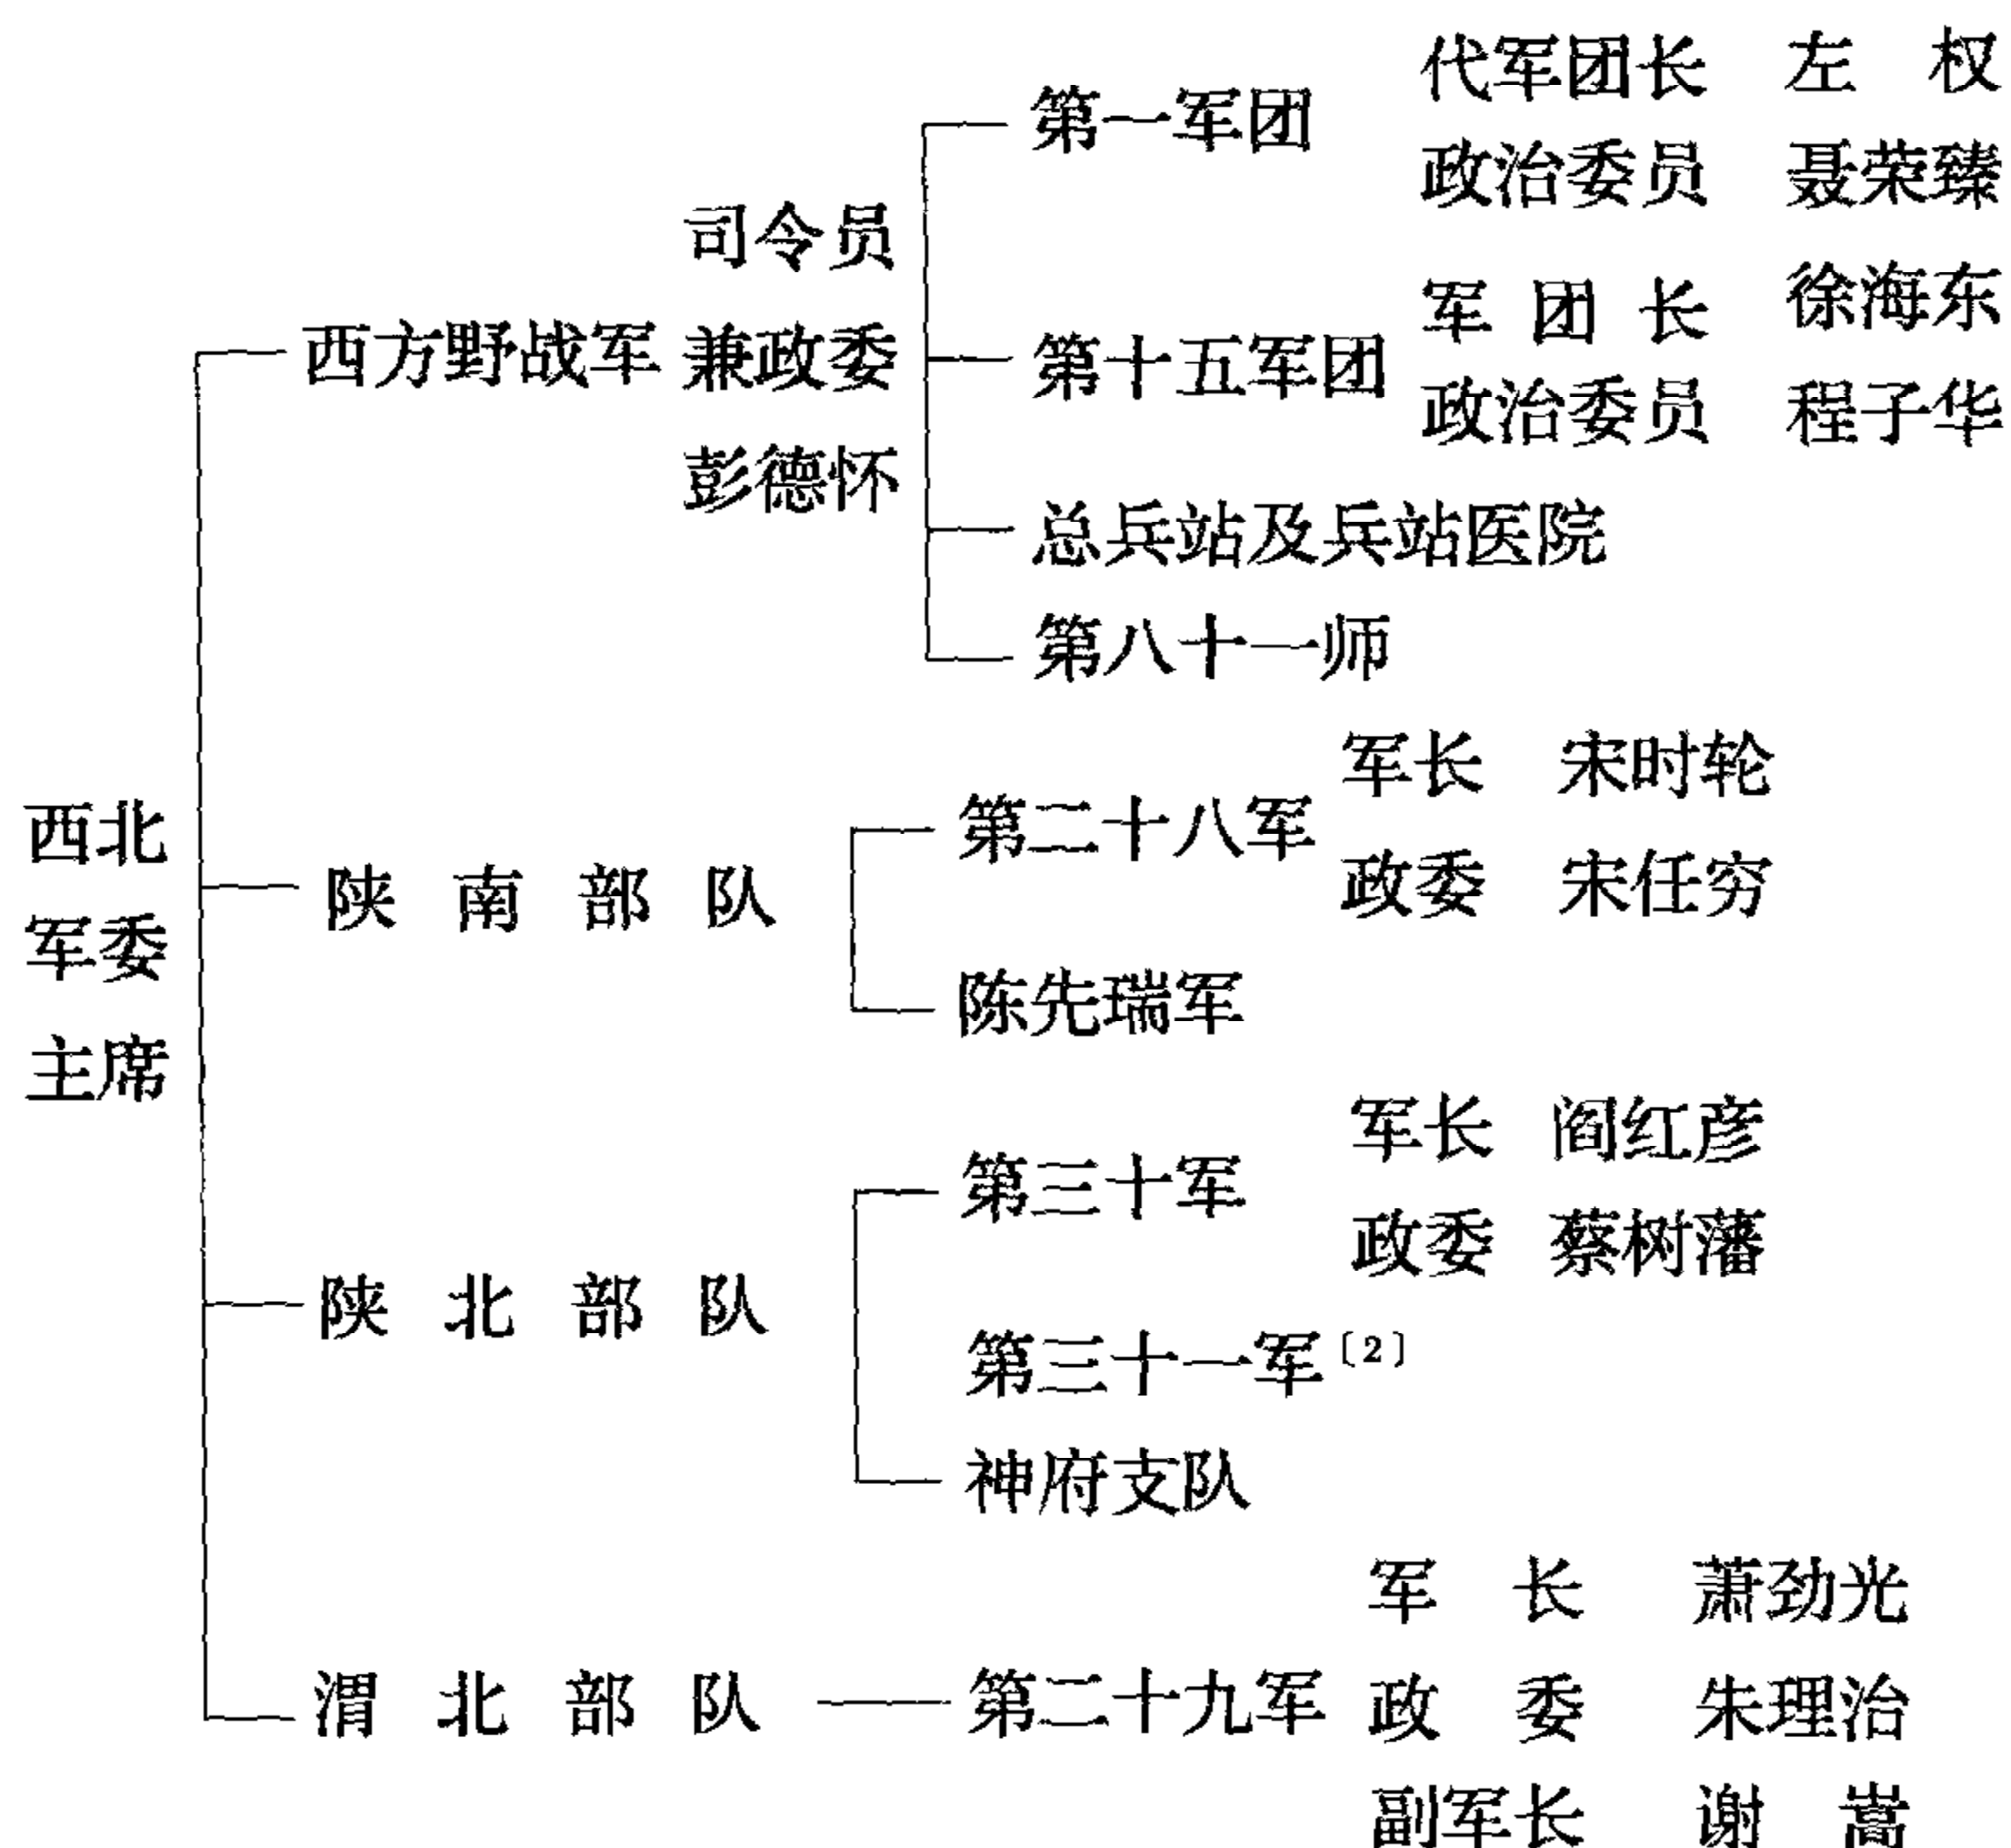 西北
军委
主席
西方野战军
司令员
兼政委
彭德怀
第一军团
代军团长 左 权
政治委员 聂荣臻
第十五军团
军团长 徐海东
政治委员 程子华
总兵站及兵站医院
第八十一师
陕南部队
第二十八军
军长 宋时轮
政委 宋任穷
陈先瑞军
陕北部队
第三十军
军长 阎红彦
政委 蔡树藩
第三十一军〔2〕
神府支队
渭北部队
第二十九军
军长 萧劲光
政委 朱理治
副军长 谢 嵩